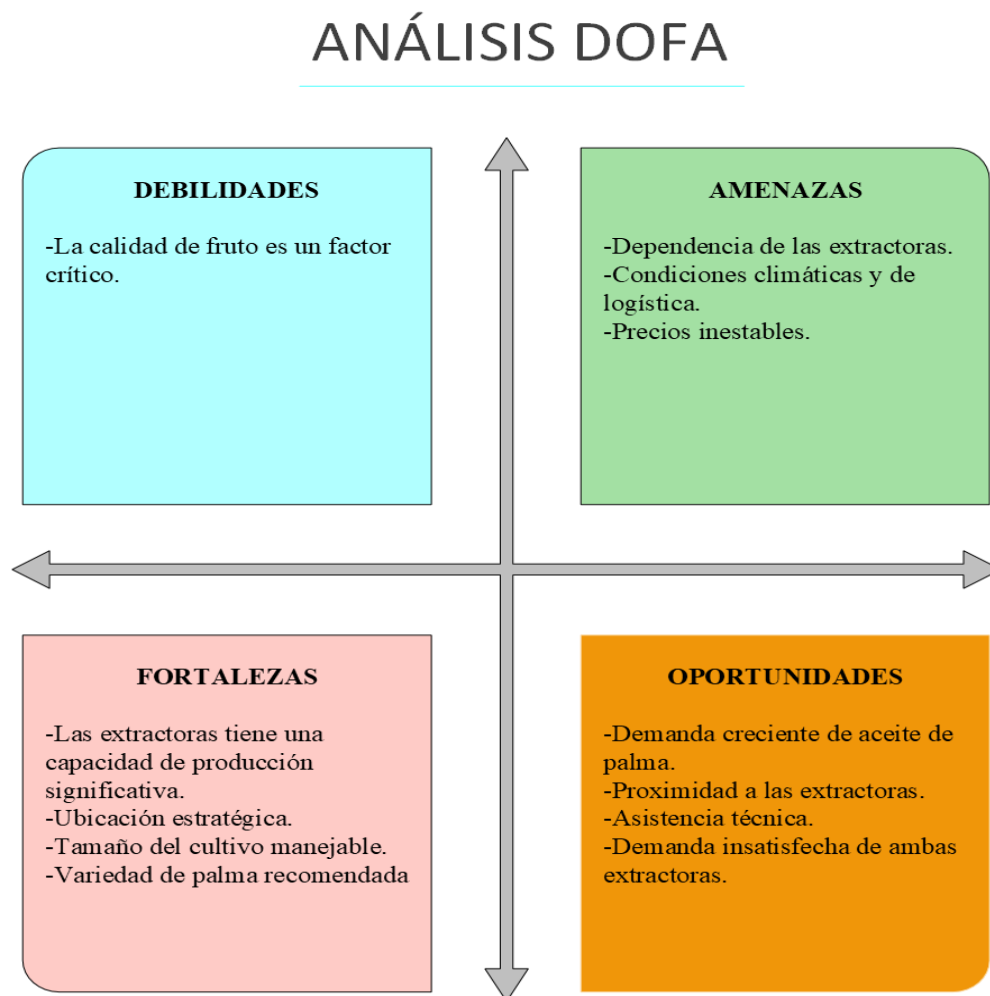 ANÁLISIS DOFA
DEBILIDADES
-La calidad de fruto es un factor
crítico.
AMENAZAS
-Dependencia de las extractoras.
-Condiciones climáticas y de
logística.
-Precios inestables.
FORTALEZAS
-Las extractoras tiene una
capacidad de producción
significativa.
-Ubicación estratégica.
-Tamaño del cultivo manejable.
-Variedad de palma recomendada
OPORTUNIDADES
-Demanda creciente de aceite de
palma.
-Proximidad a las extractoras.
-Asistencia técnica.
-Demanda insatisfecha de ambas
extractoras.